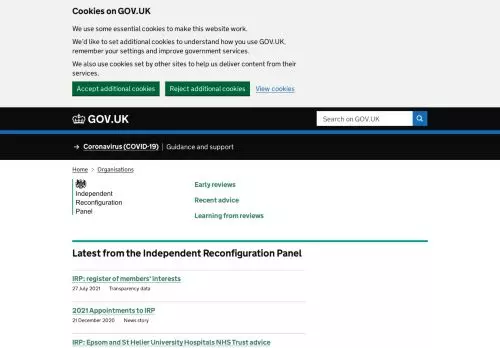 Cookies on GOV.UK
We use some essential cookies to make this website work.
We'd like to set additional cookies to understand how you use GOV.UK,
remember your settings and improve government services.
We also use cookies set by other sites to help us deliver content from their
services.
Accept additional cookies
Reject additional cookies
View cookies
GOV.UK
Search on GOV.UK
→ Coronavirus (COVID-19) | Guidance and support
Home > Organisations
Independent
Reconfiguration
Panel
Early reviews
Recent advice
Learning from reviews
Latest from the Independent Reconfiguration Panel
IRP: register of members' interests
27 July 2021 Transparency data
2021 Appointments to IRP
21 December 2020 News story
IRP: Epsom and St Helier University Hospitals NHS Trust advice